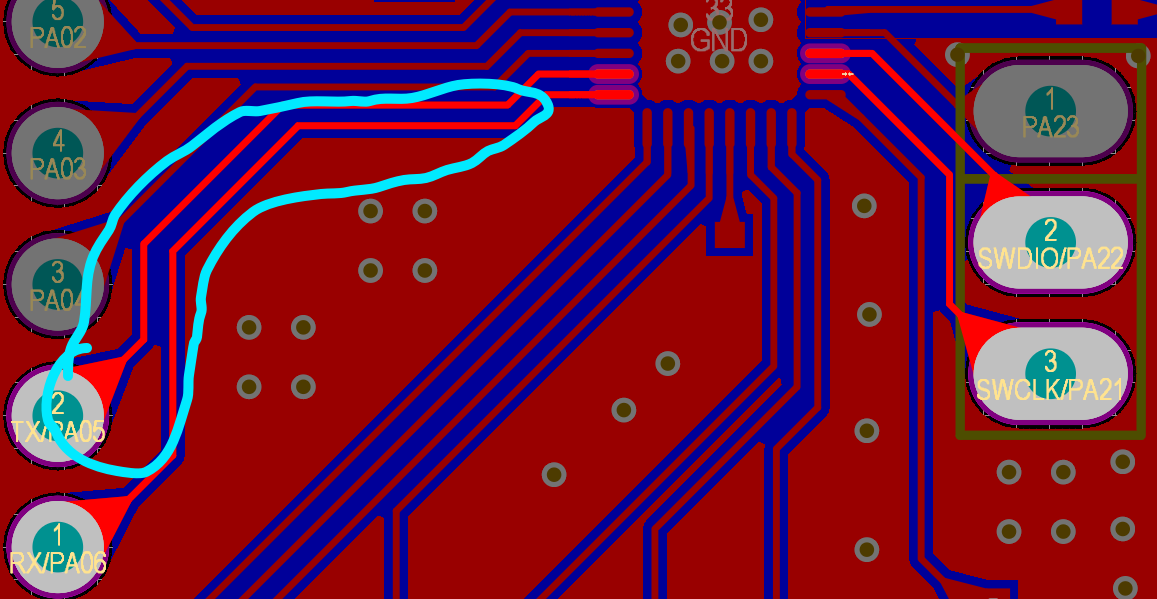 5
PA02
33
GND
1
PA23
4
PA03
2
SWDIO/PA22
3
PA04
3
SWCLK/PA21
2
TX/PA05
1
RX/PA06